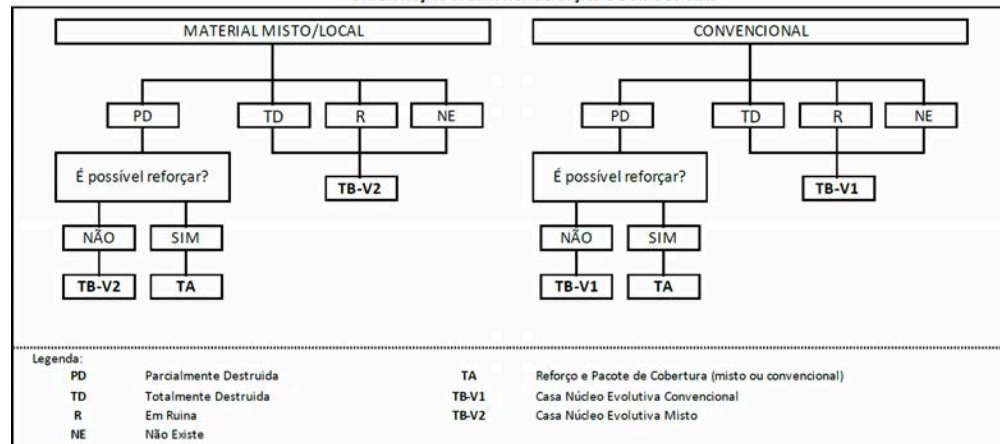 MATERIAL MISTO/LOCAL
PD TD R NE
É possível reforçar?
TB-V2
NÃO SIM
TB-V2 TA
CONVENCIONAL
PD TD R NE
É possível reforçar?
TB-V1
NÃO SIM
TB-V1 TA
Legenda:
PD Parcialmente Destruida
TD Totalmente Destruida
R Em Ruina
NE Não Existe
TA Reforço e Pacote de Cobertura (misto ou convencional)
TB-V1 Casa Núcleo Evolutiva Convencional
TB-V2 Casa Núcleo Evolutiva Misto